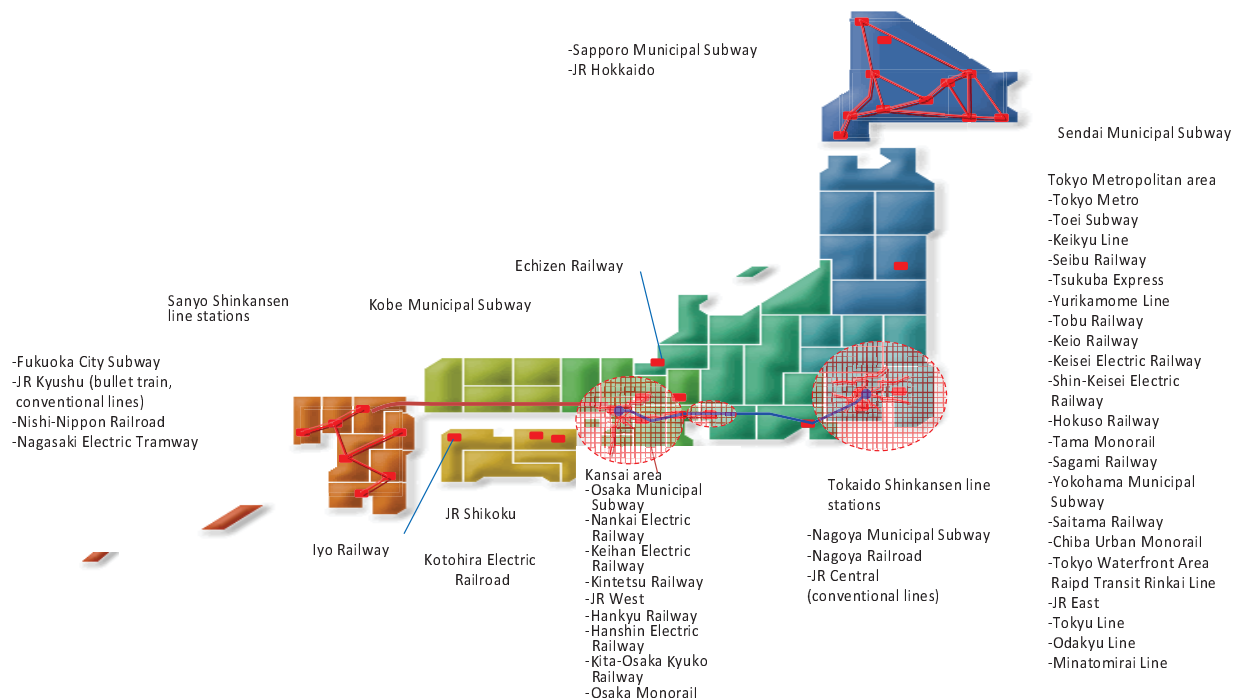 -Sapporo Municipal Subway
-JR Hokkaido
Sendai Municipal Subway
Tokyo Metropolitan area
-Tokyo Metro
-Toei Subway
-Keikyu Line
-Seibu Railway
-Tsukuba Express
-Yurikamome Line
-Tobu Railway
-Keio Railway
-Keisei Electric Railway
-Shin-Keisei Electric
Railway
-Hokuso Railway
-Tama Monorail
-Sagami Railway
-Yokohama Municipal
Subway
-Saitama Railway
-Chiba Urban Monorail
-Tokyo Waterfront Area
Raipd Transit Rinkai Line
-JR East
-Tokyu Line
-Odakyu Line
-Minatomirai Line
Echizen Railway
Sanyo Shinkansen
line stations
Kobe Municipal Subway
-Fukuoka City Subway
-JR Kyushu (bullet train,
conventional lines)
-Nishi-Nippon Railroad
-Nagasaki Electric Tramway
Iyo Railway
JR Shikoku
Kotohira Electric
Railroad
Kansai area
-Osaka Municipal
Subway
-Nankai Electric
Railway
-Keihan Electric
Railway
-Kintetsu Railway
-JR West
-Hankyu Railway
-Hanshin Electric
Railway
-Kita-Osaka Kyuko
Railway
-Osaka Monorail
Tokaido Shinkansen line
stations
-Nagoya Municipal Subway
-Nagoya Railroad
-JR Central
(conventional lines)